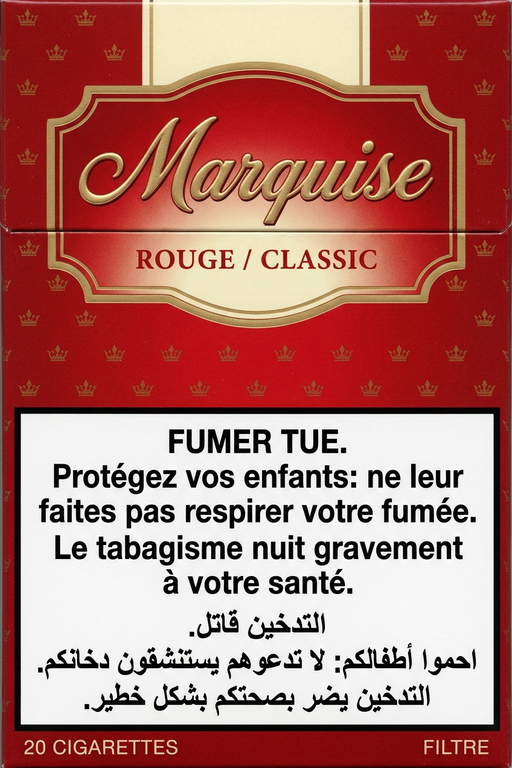 Marquise
ROUGE / CLASSIC
FUMER TUE.
Protégez vos enfants: ne leur
faites pas respirer votre fumée.
Le tabagisme nuit gravement
à votre santé.
التدخين قاتل.
احموا أطفالكم: لا تدعوهم يستنشقون دخانكم.
التدخين يضر بصحتكم بشكل خطير.
20 CIGARETTES
FILTRE